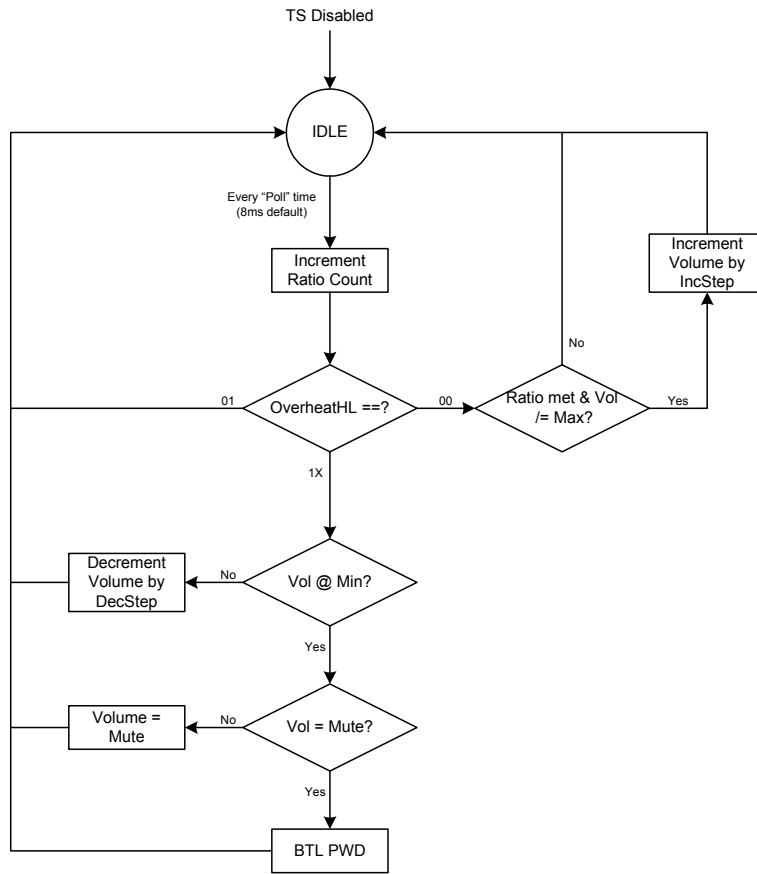 TS Disabled
IDLE
Every “Poll” time
(8ms default)
Increment
Ratio Count
Increment
Volume by
IncStep
No
01
OverheatHL ==?
00
Ratio met & Vol
/= Max?
Yes
1X
Decrement
Volume by
DecStep
No
Vol @ Min?
Yes
Volume =
Mute
No
Vol = Mute?
Yes
BTL PWD